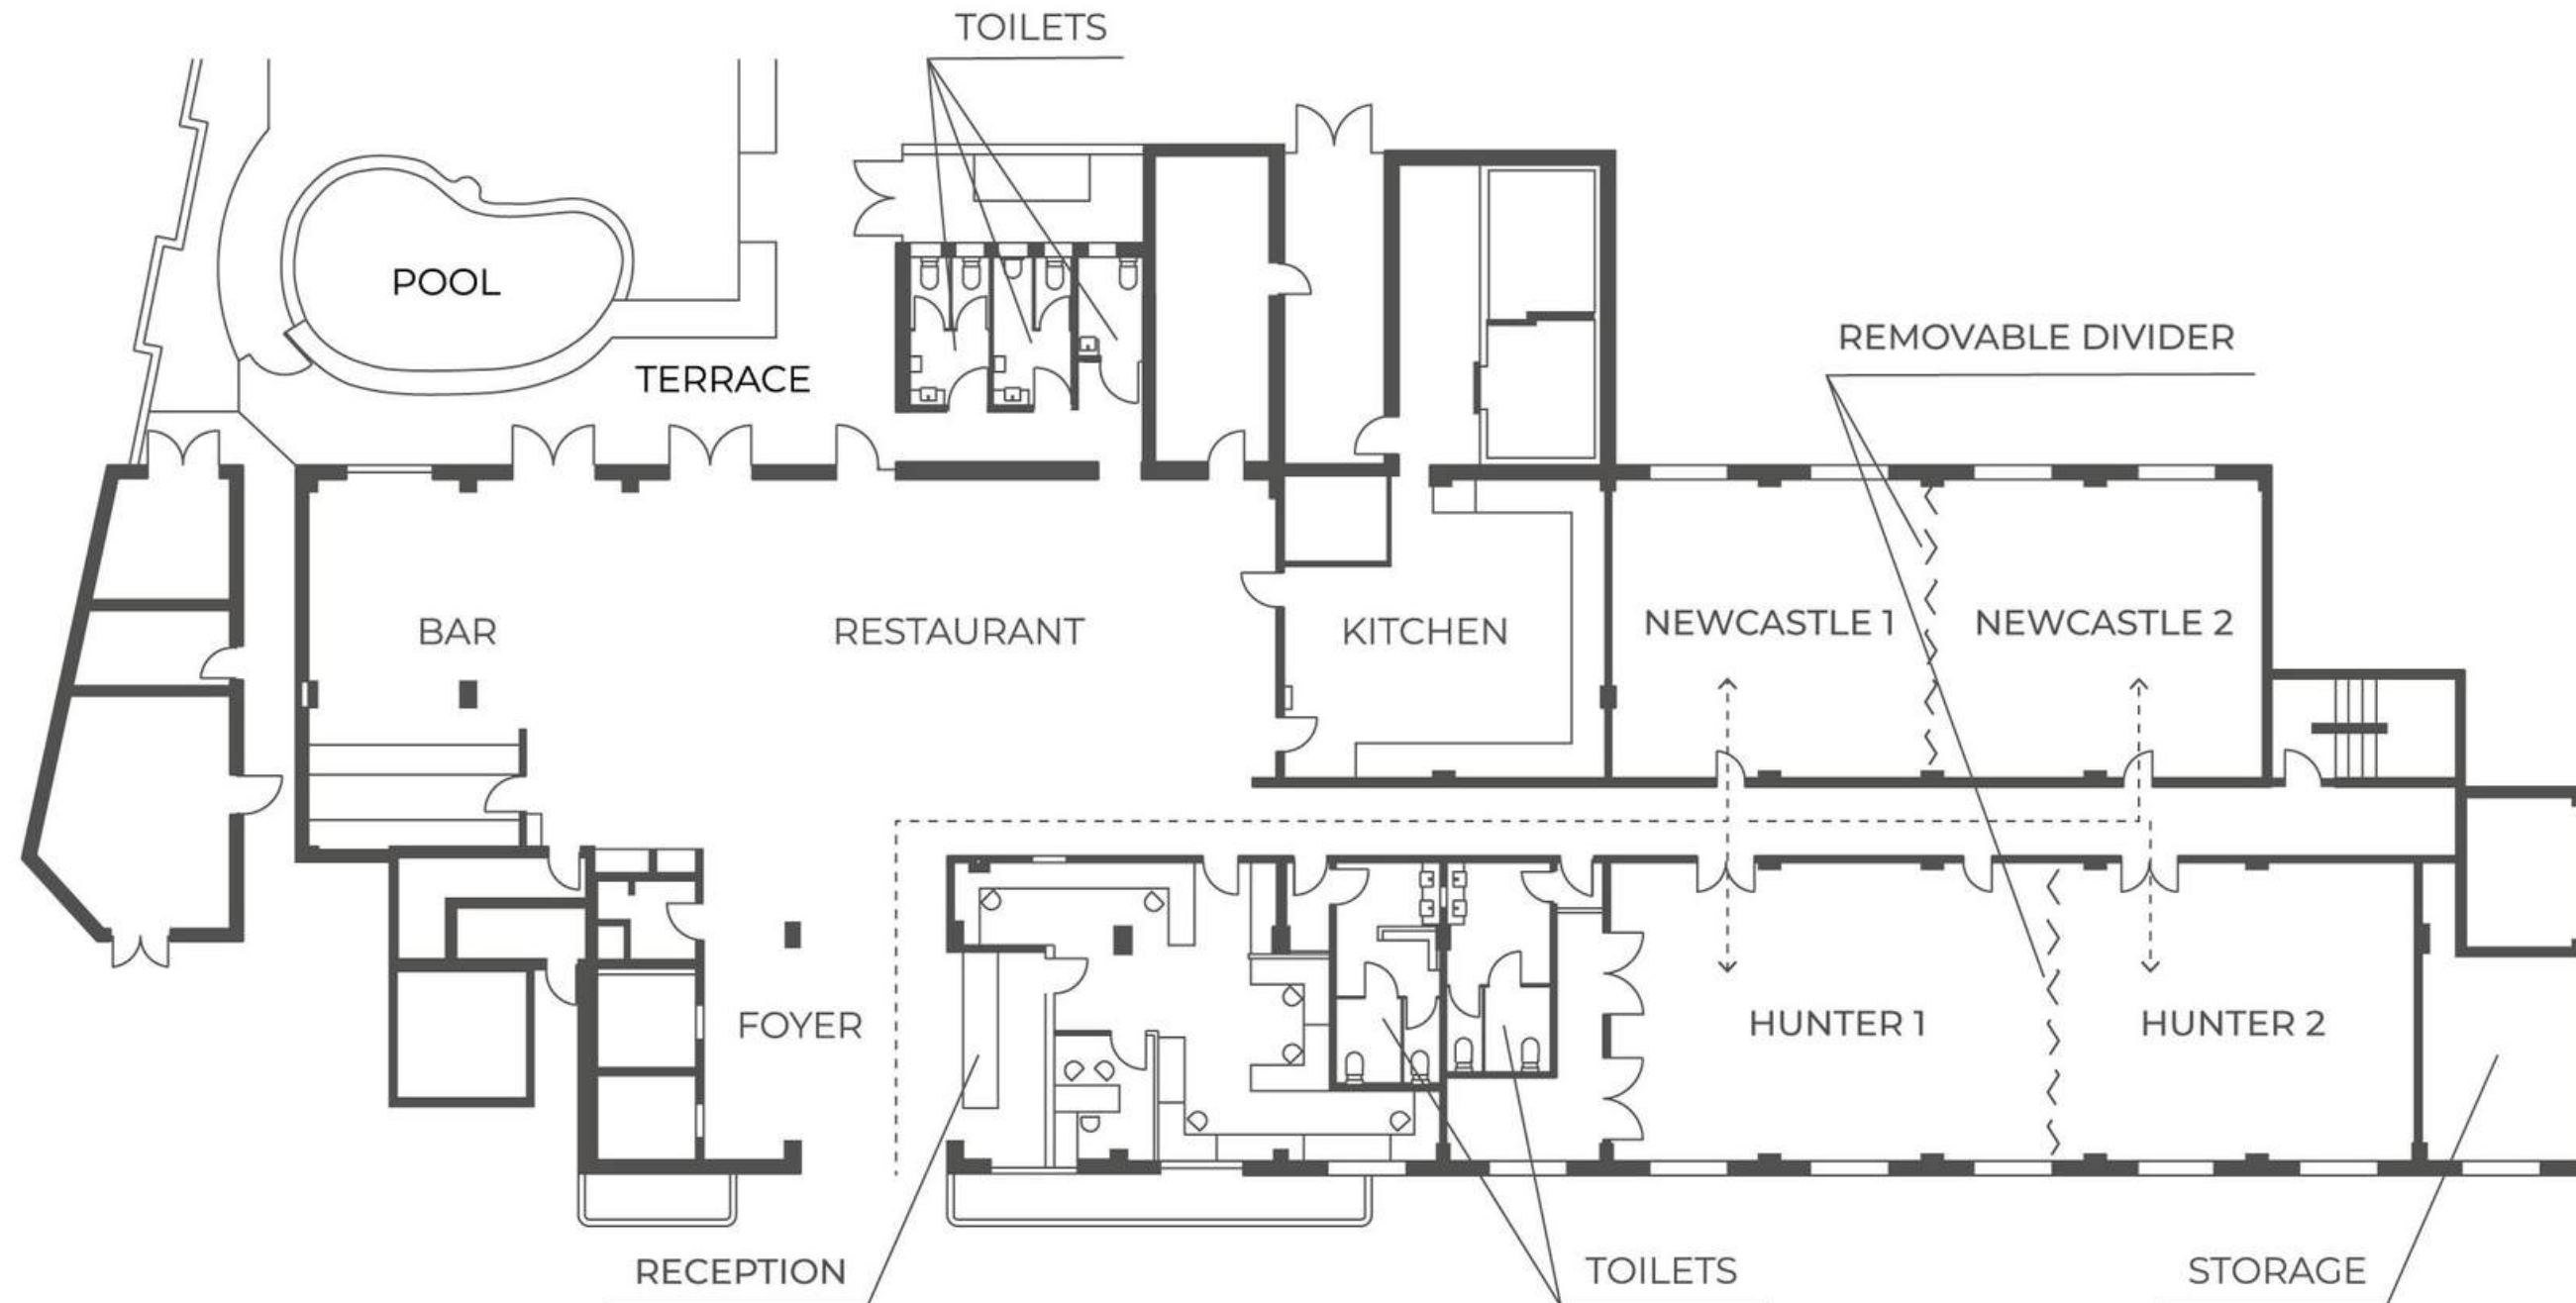 TOILETS
POOL
REMOVABLE DIVIDER
TERRACE
BAR
RESTAURANT
KITCHEN
NEWCASTLE 1
NEWCASTLE 2
FOYER
HUNTER 1
HUNTER 2
RECEPTION
TOILETS
STORAGE